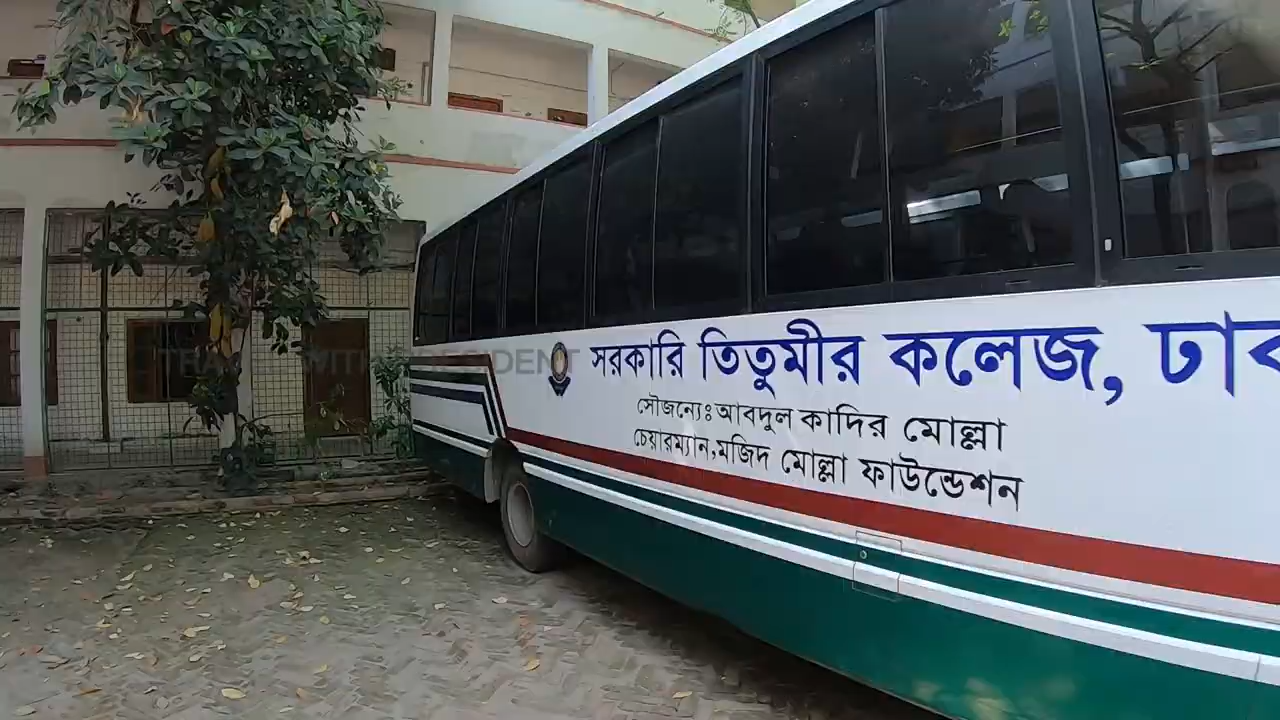 সরকারি তিতুমীর কলেজ, ঢাক
সৌজন্যেঃ আবদুল কাদির মোল্লা
চেয়ারম্যান, মজিদ মোল্লা ফাউন্ডেশন